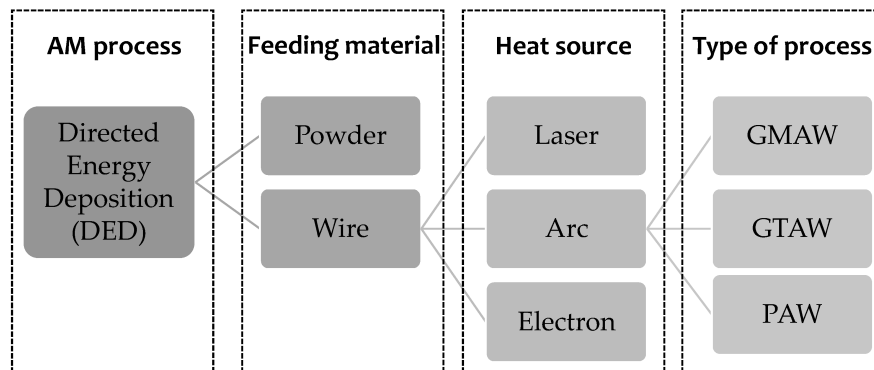 AM process
Feeding material
Heat source
Type of process
Directed
Energy
Deposition
(DED)
Powder
Wire
Laser
Arc
Electron
GMAW
GTAW
PAW